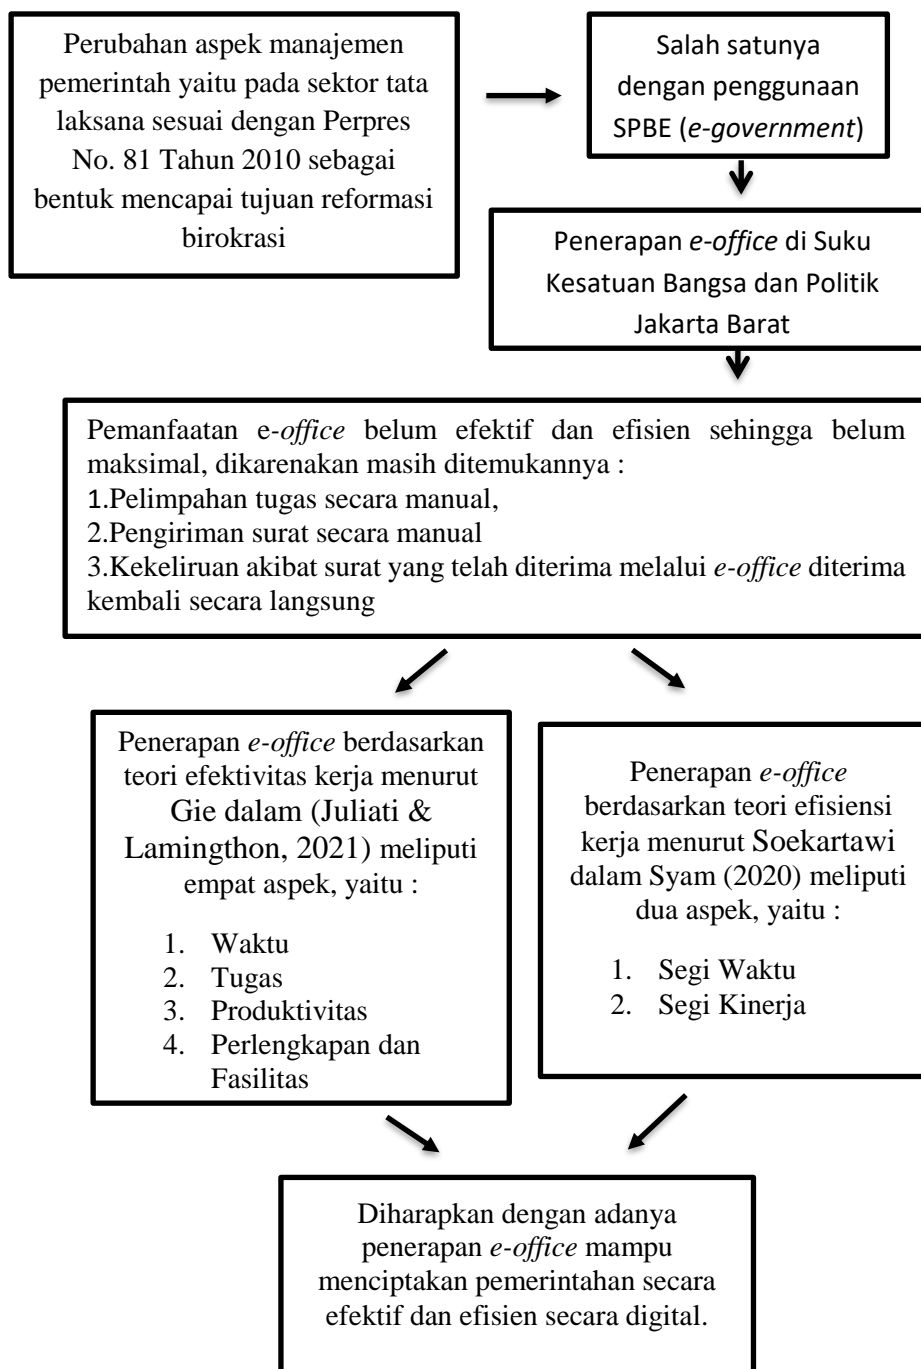 Perubahan aspek manajemen
pemerintah yaitu pada sektor tata
laksana sesuai dengan Perpres
No. 81 Tahun 2010 sebagai
bentuk mencapai tujuan reformasi
birokrasi
Salah satunya
dengan penggunaan
SPBE (e-government)
Penerapan e-office di Suku
Kesatuan Bangsa dan Politik
Jakarta Barat
Pemanfaatan e-office belum efektif dan efisien sehingga belum
maksimal, dikarenakan masih ditemukannya :
1.Pelimpahan tugas secara manual,
2.Pengiriman surat secara manual
3.Kekeliruan akibat surat yang telah diterima melalui e-office diterima
kembali secara langsung
Penerapan e-office berdasarkan
teori efektivitas kerja menurut
Gie dalam (Juliati &
Lamingthon, 2021) meliputi
empat aspek, yaitu :
1. Waktu
2. Tugas
3. Produktivitas
4. Perlengkapan dan
Fasilitas
Penerapan e-office
berdasarkan teori efisiensi
kerja menurut Soekartawi
dalam Syam (2020) meliputi
dua aspek, yaitu :
1. Segi Waktu
2. Segi Kinerja
Diharapkan dengan adanya
penerapan e-office mampu
menciptakan pemerintahan secara
efektif dan efisien secara digital.